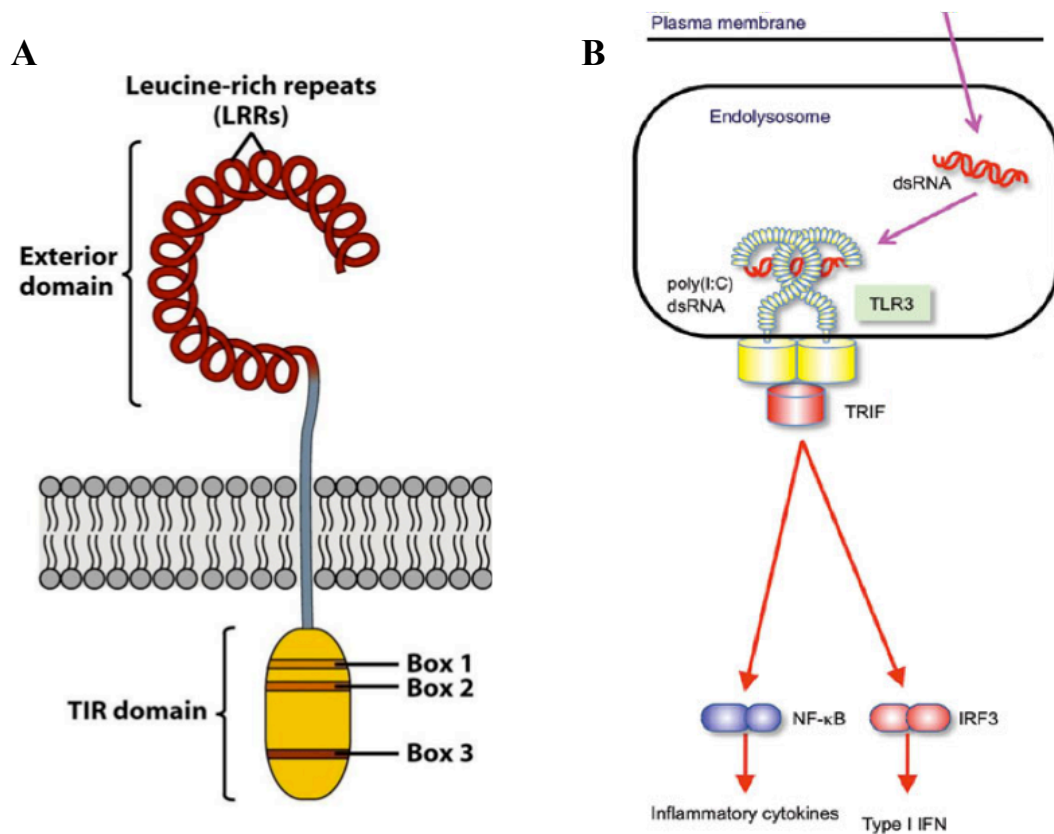 A
Leucine-rich repeats
(LRRs)
Exterior
domain
TIR domain
Box 1
Box 2
Box 3
B
Plasma membrane
Endolysosome
dsRNA
poly(I:C)
dsRNA
TLR3
TRIF
NF-κB
IRF3
Inflammatory cytokines
Type I IFN